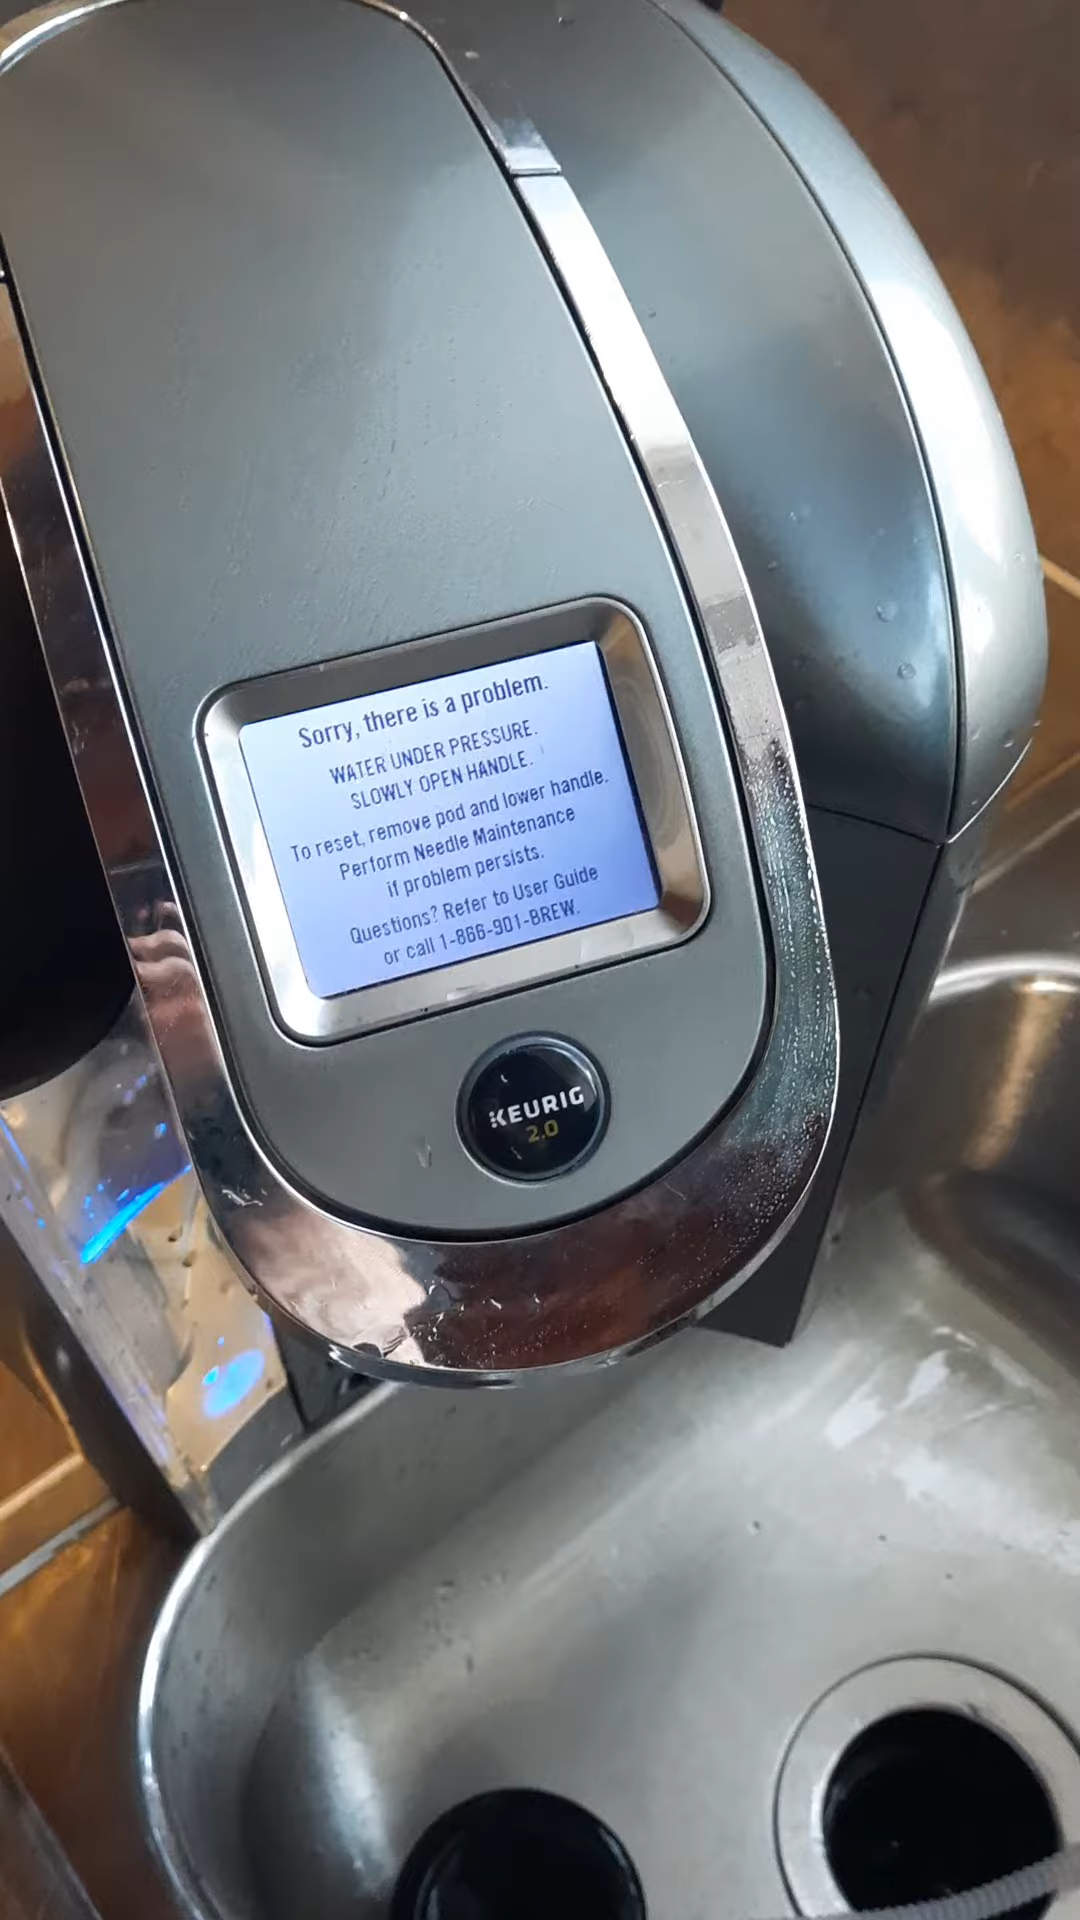 Sorry, there is a problem.
WATER UNDER PRESSURE.
SLOWLY OPEN HANDLE.
To reset, remove pod and lower handle.
Perform Needle Maintenance
if problem persists.
Questions? Refer to User Guide
or call 1-866-901-BREW.
KEURIG
2.0